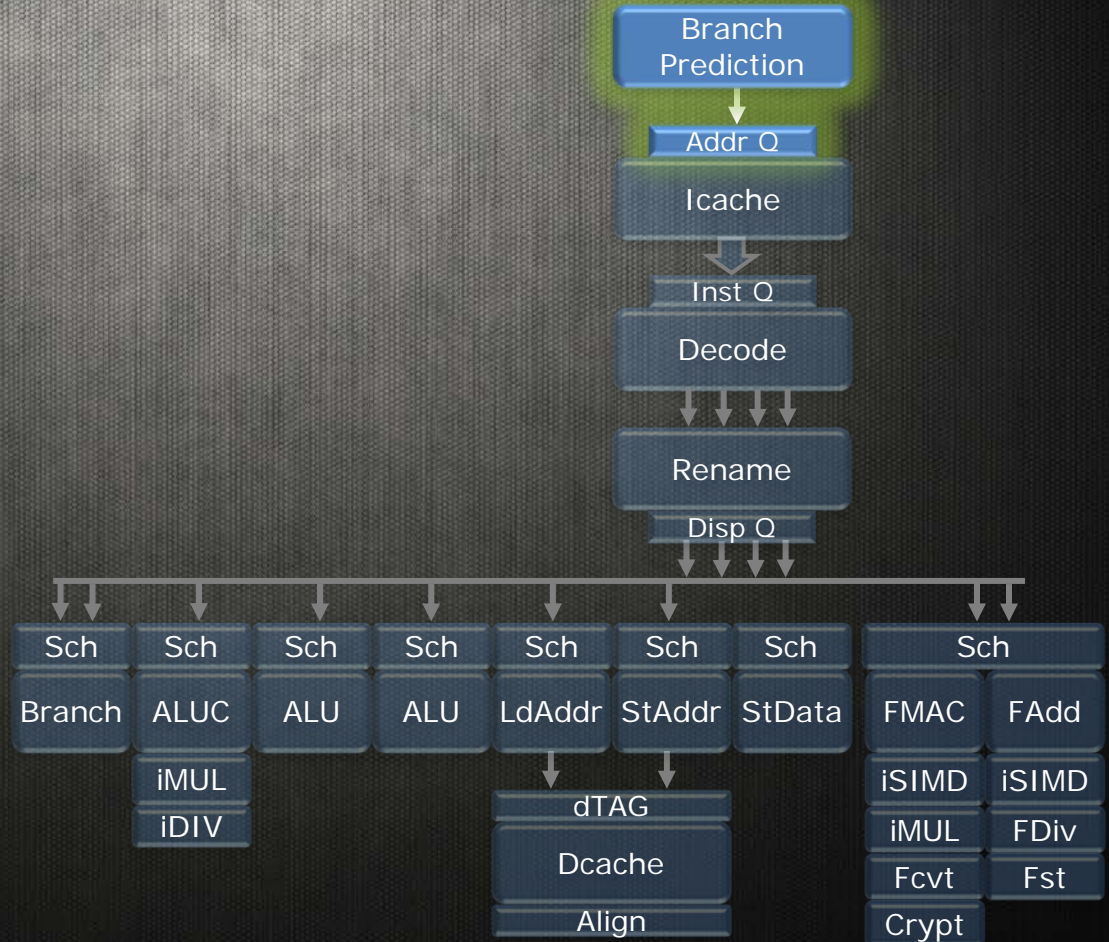 Branch
Prediction
Addr Q
Icache
Inst Q
Decode
Rename
Disp Q
Sch Sch Sch Sch Sch Sch Sch Sch
Branch ALUC ALU ALU LdAddr StAddr StData FMAC FAdd
iMUL dTAG iSIMD iSIMD
iDIV Dcache iMUL FDiv
Fcvt Fst
Align Crypt